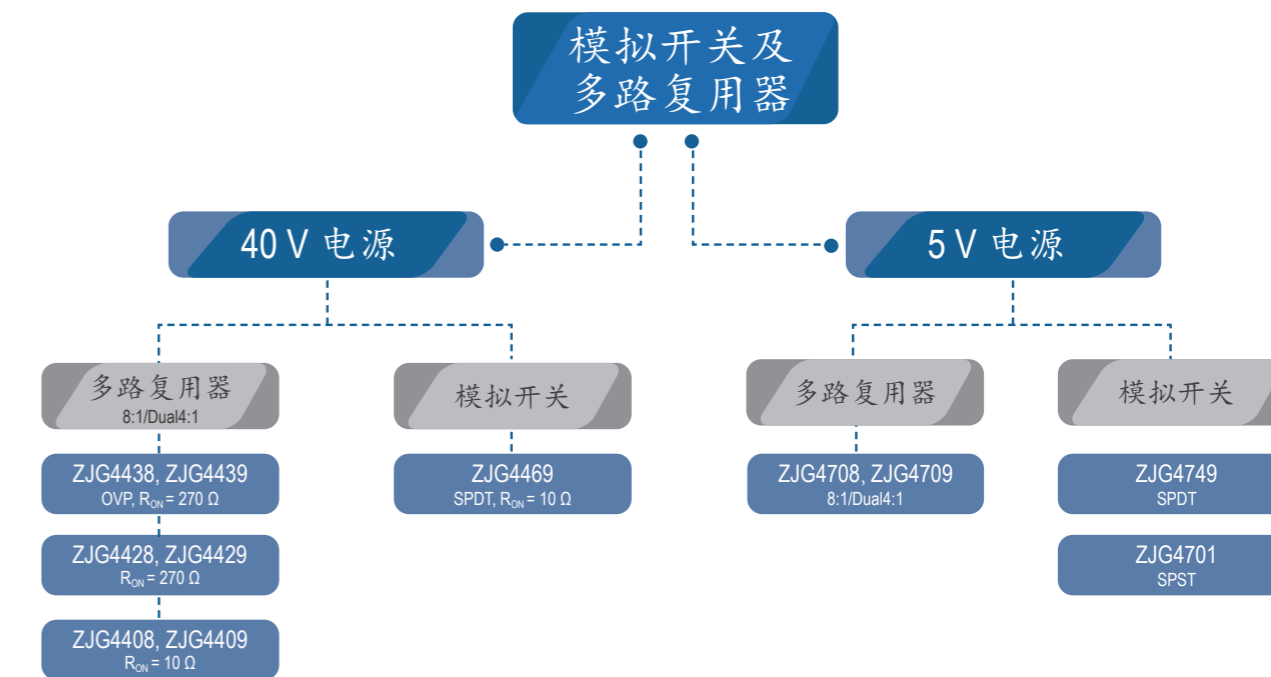 模拟开关及
多路复用器
40 V 电源
5 V 电源
多路复用器
8:1/Dual4:1
模拟开关
多路复用器
模拟开关
ZJG4438, ZJG4439
OVP, RON = 270 Ω
ZJG4469
SPDT, RON = 10 Ω
ZJG4708, ZJG4709
8:1/Dual4:1
ZJG4749
SPDT
ZJG4428, ZJG4429
RON = 270 Ω
ZJG4701
SPST
ZJG4408, ZJG4409
RON = 10 Ω